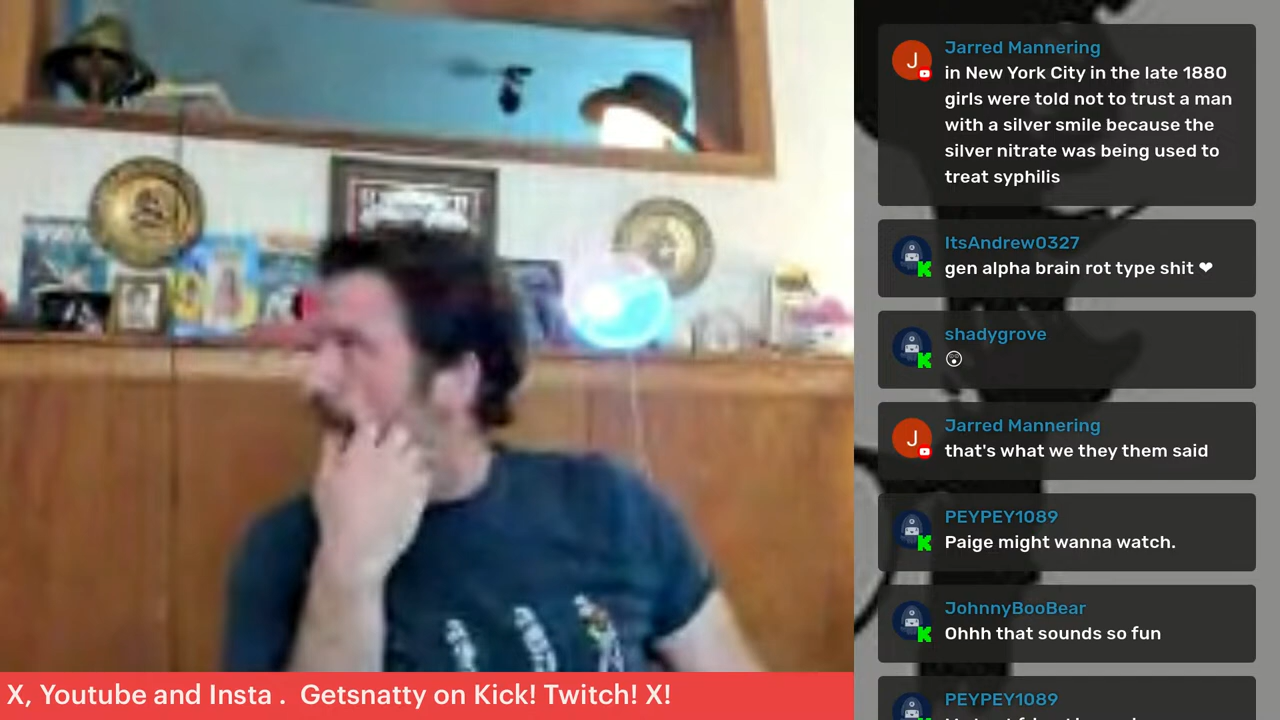 Jarred Mannering
in New York City in the late 1880
girls were told not to trust a man
with a silver smile because the
silver nitrate was being used to
treat syphilis
ItsAndrew0327
gen alpha brain rot type shit ❤
shadygrove
😲
Jarred Mannering
that's what we they them said
PEYPEY1089
Paige might wanna watch.
JohnnyBooBear
Ohhh that sounds so fun
PEYPEY1089
X, Youtube and Insta .  Getsnatty on Kick! Twitch! X!